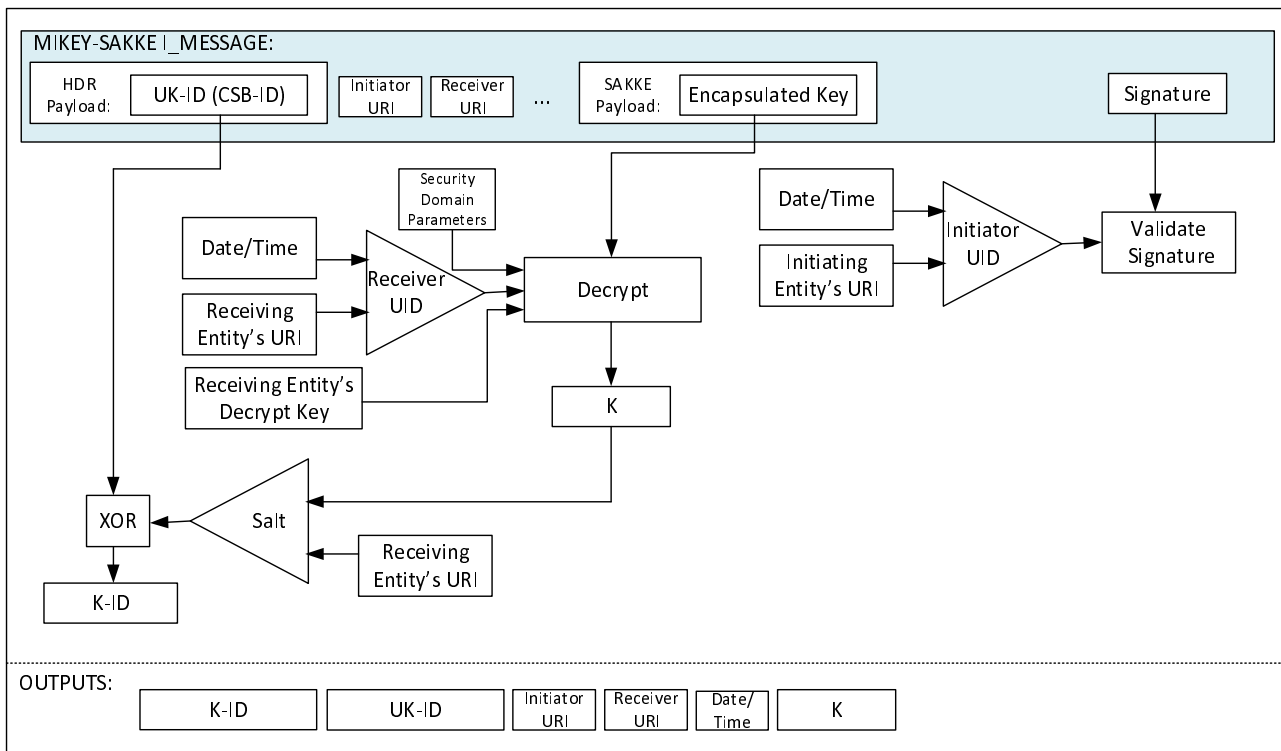 MIKEY-SAKKE I_MESSAGE:
HDR
Payload:
UK-ID (CSB-ID)
Initiator
URI
Receiver
URI
...
SAKKE
Payload:
Encapsulated Key
Signature
Security
Domain
Parameters
Date/Time
Receiver
UID
Receiving
Entity's URI
Decrypt
Receiving Entity's
Decrypt Key
K
Date/Time
Initiator
UID
Initiating
Entity's URI
Validate
Signature
XOR
Salt
Receiving
Entity's URI
K-ID
OUTPUTS:
K-ID
UK-ID
Initiator
URI
Receiver
URI
Date/
Time
K